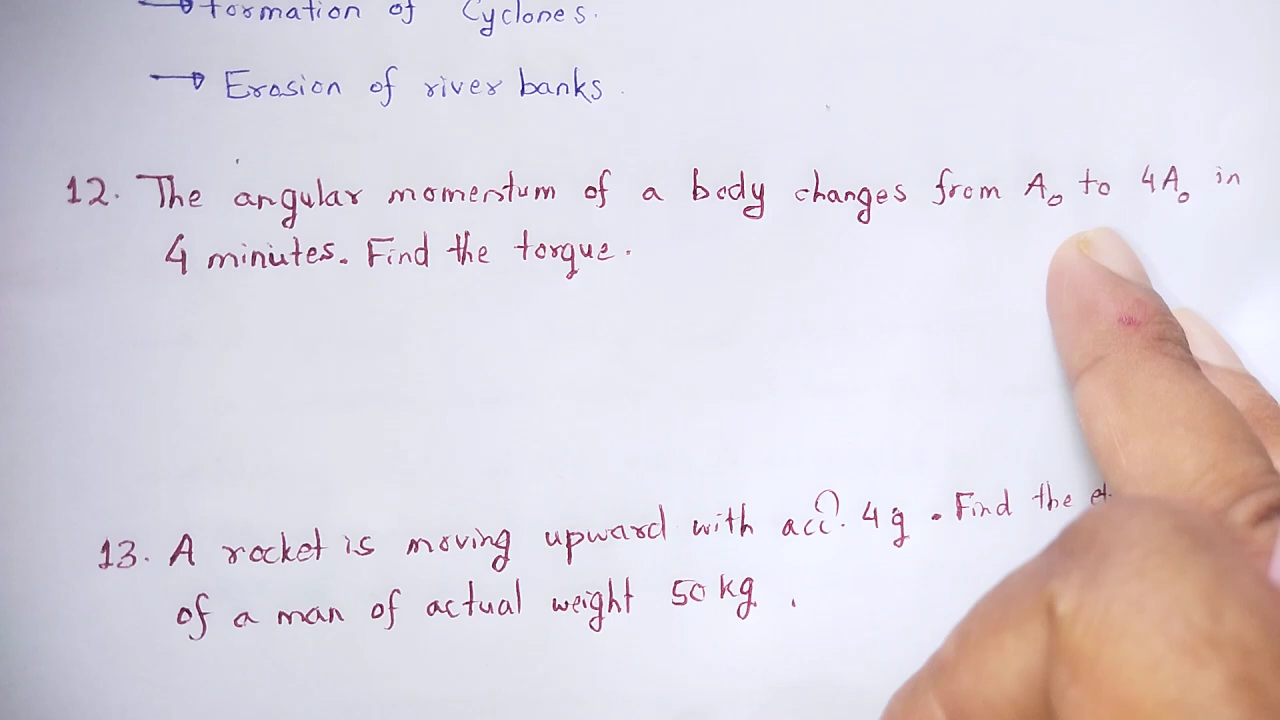 → formation of Cyclones.
→ Erosion of river banks.
12. The angular momentum of a body changes from A₀ to 4A₀ in
4 minutes. Find the torque.
13. A rocket is moving upward with accⁿ. 4g. Find the
of a man of actual weight 50 kg.